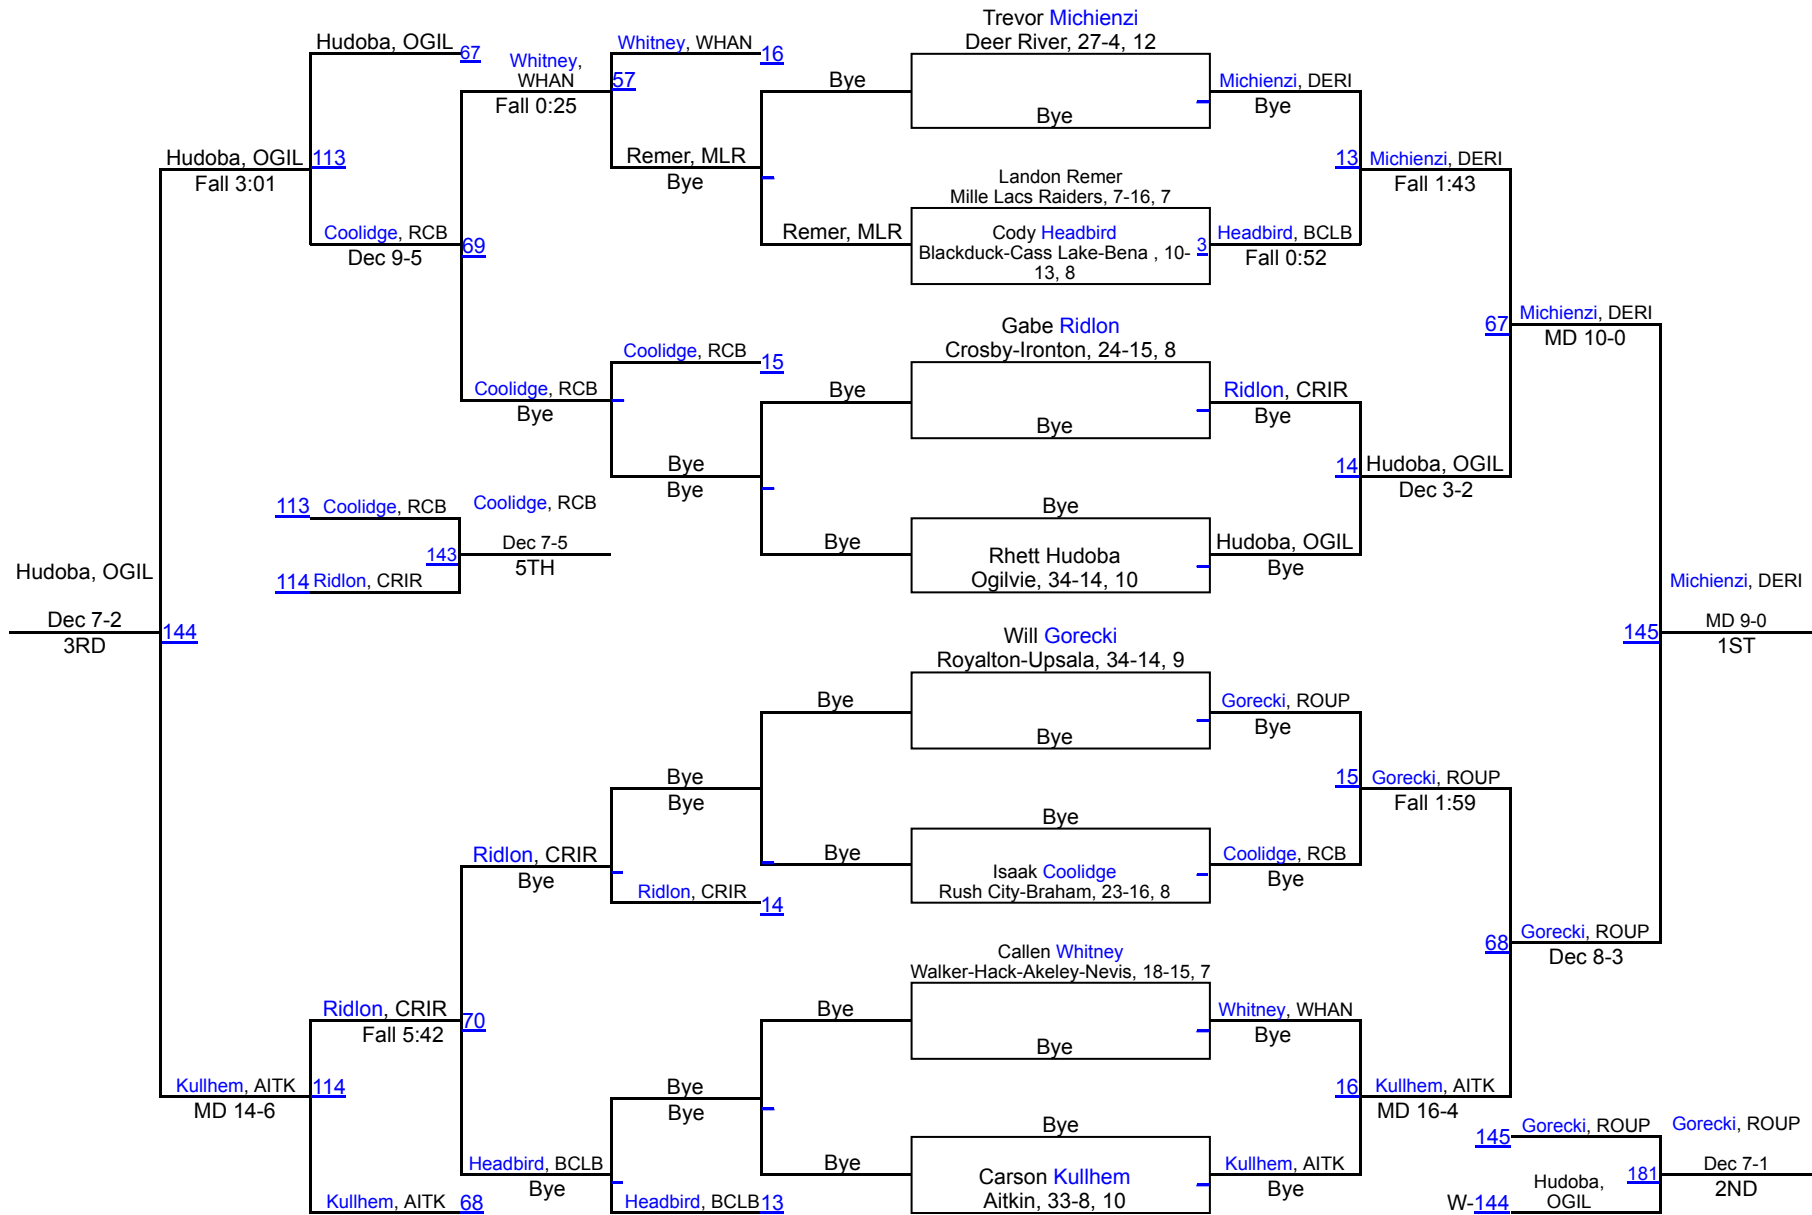 Trevor Michienzi
Deer River, 27-4, 12
Bye
Landon Remer
Mille Lacs Raiders, 7-16, 7
Cody Headbird
Blackduck-Cass Lake-Bena , 10-
13, 8
3
Gabe Ridlon
Crosby-Ironton, 24-15, 8
Bye
Bye
Rhett Hudoba
Ogilvie, 34-14, 10
Will Gorecki
Royalton-Upsala, 34-14, 9
Bye
Bye
Isaak Coolidge
Rush City-Braham, 23-16, 8
Callen Whitney
Walker-Hack-Akeley-Nevis, 18-15, 7
Bye
Bye
Carson Kullhem
Aitkin, 33-8, 10
Michienzi, DERI
Bye
Headbird, BCLB
Fall 0:52
Ridlon, CRIR
Bye
Hudoba, OGIL
Bye
Gorecki, ROUP
Bye
Coolidge, RCB
Bye
Whitney, WHAN
Bye
Kullhem, AITK
Bye
13
Michienzi, DERI
Fall 1:43
14
Hudoba, OGIL
Dec 3-2
15
Gorecki, ROUP
Fall 1:59
16
Kullhem, AITK
MD 16-4
67
Michienzi, DERI
MD 10-0
68
Gorecki, ROUP
Dec 8-3
145
Michienzi, DERI
MD 9-0
1ST
145
Gorecki, ROUP
W-144
Hudoba,
OGIL
181
Gorecki, ROUP
Dec 7-1
2ND
Bye
Remer, MLR
Bye
Bye
Bye
Bye
Bye
Bye
Whitney, WHAN
16
Remer, MLR
Bye
Coolidge, RCB
15
Bye
Bye
Bye
Bye
Ridlon, CRIR
14
Bye
Bye
Headbird, BCLB
13
Whitney,
WHAN
57
Fall 0:25
Coolidge, RCB
Bye
Ridlon, CRIR
Bye
Headbird, BCLB
Bye
Hudoba, OGIL
67
Coolidge, RCB
69
Dec 9-5
Ridlon, CRIR
70
Fall 5:42
Kullhem, AITK
68
Hudoba, OGIL
113
Fall 3:01
Kullhem, AITK
114
MD 14-6
113
Coolidge, RCB
114
Ridlon, CRIR
143
Coolidge, RCB
Dec 7-5
5TH
Hudoba, OGIL
Dec 7-2
144
3RD